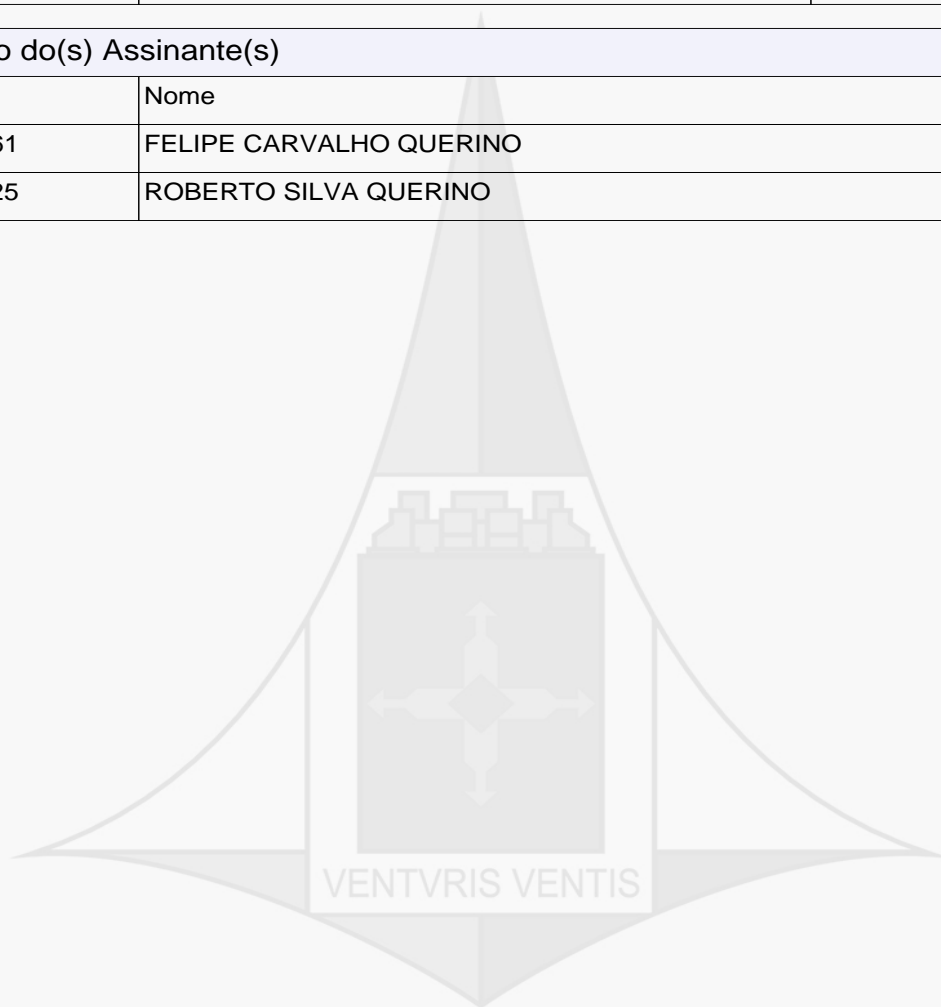 o do(s) Assinante(s)
Nome
61 FELIPE CARVALHO QUERINO
25 ROBERTO SILVA QUERINO
VENTVRIS VENTIS